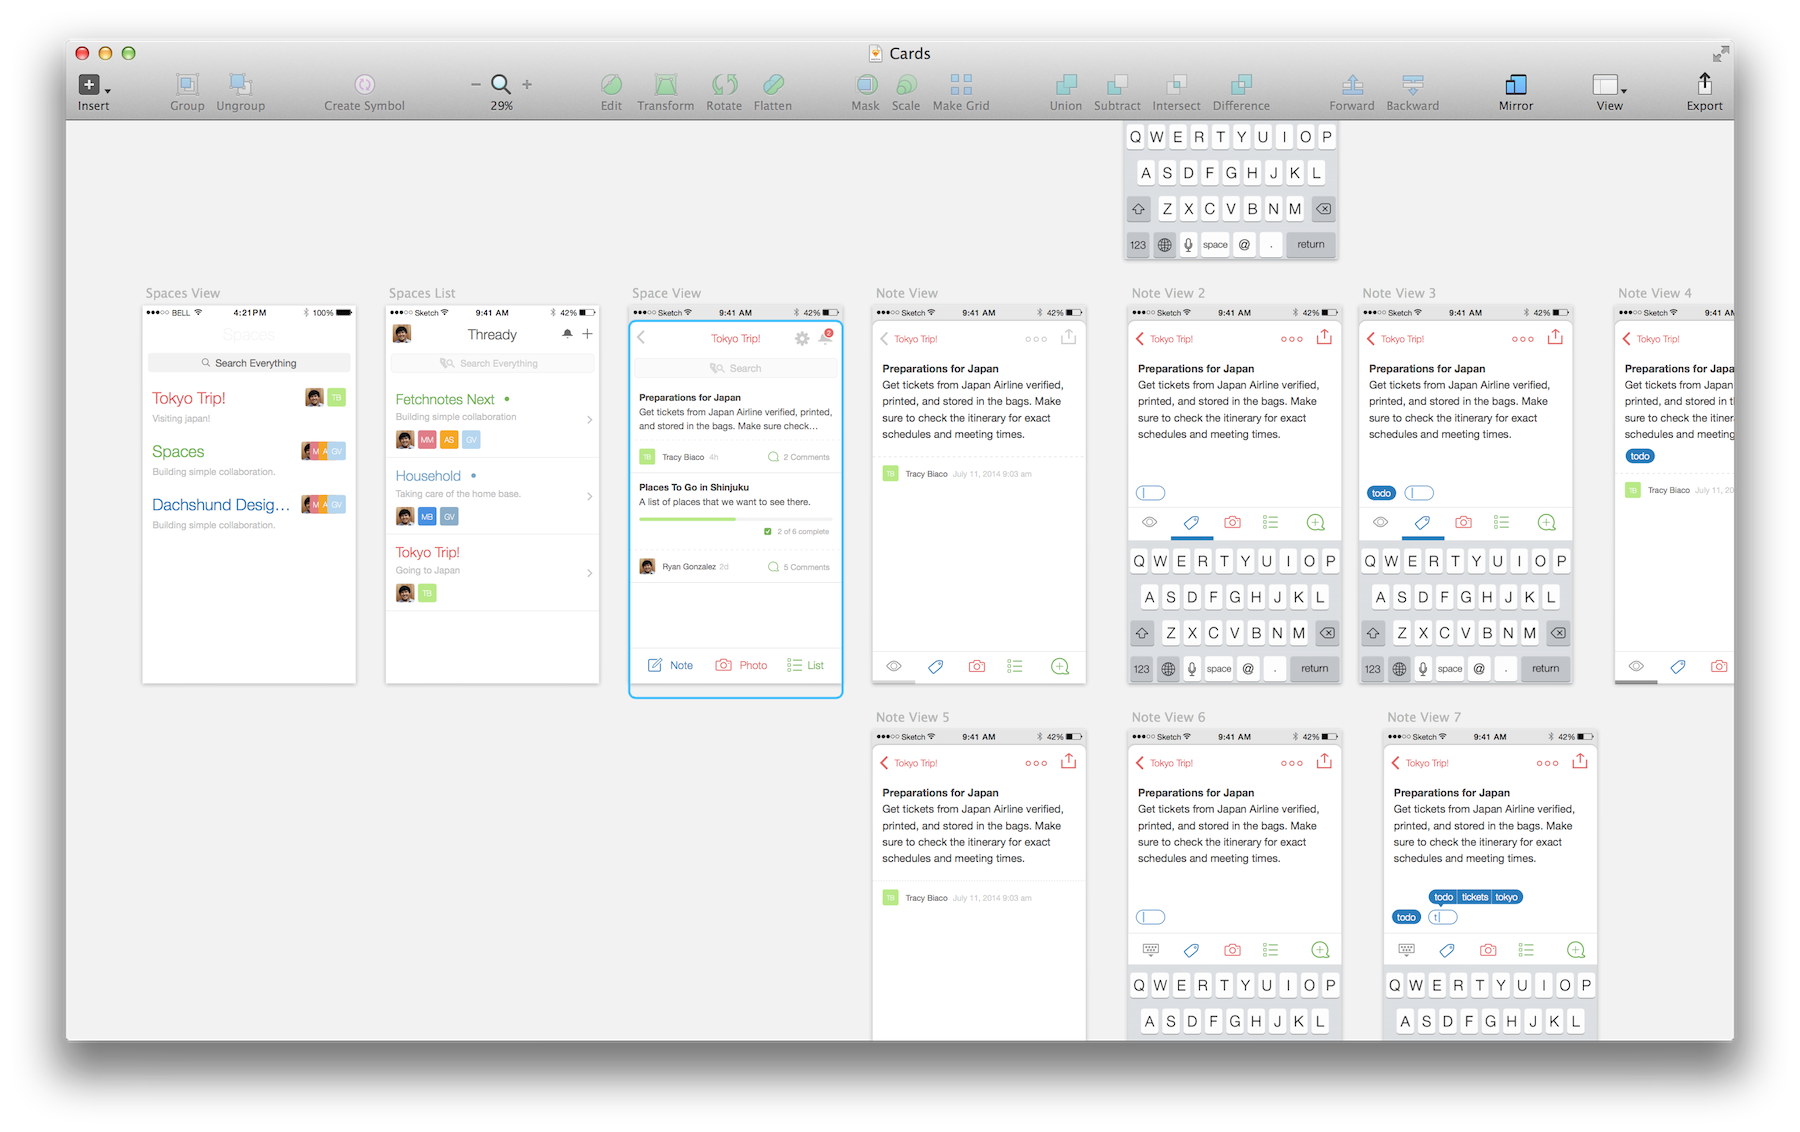 Cards
Insert
Group
Ungroup
Create Symbol
29%
Edit
Transform
Rotate
Flatten
Mask
Scale
Make Grid
Union
Subtract
Intersect
Difference
Forward
Backward
Mirror
View
Export
Q W E R T Y U I O P
A S D F G H J K L
Z X C V B N M
123 space @ . return
Spaces View
BELL 4:21PM 100%
Spaces
Search Everything
Tokyo Trip! TB
Visiting japan!
Spaces M A GV
Building simple collaboration.
Dachshund Desig... M A GV
Building simple collaboration.
Spaces List
Sketch 9:41 AM 42%
Thready
Search Everything
Fetchnotes Next
Building simple collaboration
MM AS GV
Household
Taking care of the home base.
MB GV
Tokyo Trip!
Going to Japan
TB
Space View
Sketch 9:41 AM 42%
Tokyo Trip! 2
Search
Preparations for Japan
Get tickets from Japan Airline verified, printed,
and stored in the bags. Make sure check...
TB Tracy Biaco 4h 2 Comments
Places To Go in Shinjuku
A list of places that we want to see there.
2 of 6 complete
Ryan Gonzalez 2d 5 Comments
Note Photo List
Note View
Sketch 9:41 AM 42%
Tokyo Trip!
Preparations for Japan
Get tickets from Japan Airline verified,
printed, and stored in the bags. Make
sure to check the itinerary for exact
schedules and meeting times.
TB Tracy Biaco July 11, 2014 9:03 am
Note View 2
Sketch 9:41 AM 42%
Tokyo Trip!
Preparations for Japan
Get tickets from Japan Airline verified,
printed, and stored in the bags. Make
sure to check the itinerary for exact
schedules and meeting times.
Q W E R T Y U I O P
A S D F G H J K L
Z X C V B N M
123 space @ . return
Note View 3
Sketch 9:41 AM 42%
Tokyo Trip!
Preparations for Japan
Get tickets from Japan Airline verified,
printed, and stored in the bags. Make
sure to check the itinerary for exact
schedules and meeting times.
todo
Q W E R T Y U I O P
A S D F G H J K L
Z X C V B N M
123 space @ . return
Note View 4
Sketch 9:41 AM
Tokyo Trip!
Preparations for Japan
Get tickets from Japan
printed, and stored in
sure to check the itiner
schedules and meeting
todo
TB Tracy Biaco July 11, 20
Note View 5
Sketch 9:41 AM 42%
Tokyo Trip!
Preparations for Japan
Get tickets from Japan Airline verified,
printed, and stored in the bags. Make
sure to check the itinerary for exact
schedules and meeting times.
TB Tracy Biaco July 11, 2014 9:03 am
Note View 6
Sketch 9:41 AM 42%
Tokyo Trip!
Preparations for Japan
Get tickets from Japan Airline verified,
printed, and stored in the bags. Make
sure to check the itinerary for exact
schedules and meeting times.
Q W E R T Y U I O P
A S D F G H J K L
Note View 7
Sketch 9:41 AM 42%
Tokyo Trip!
Preparations for Japan
Get tickets from Japan Airline verified,
printed, and stored in the bags. Make
sure to check the itinerary for exact
schedules and meeting times.
todo tickets tokyo
todo t
Q W E R T Y U I O P
A S D F G H J K L